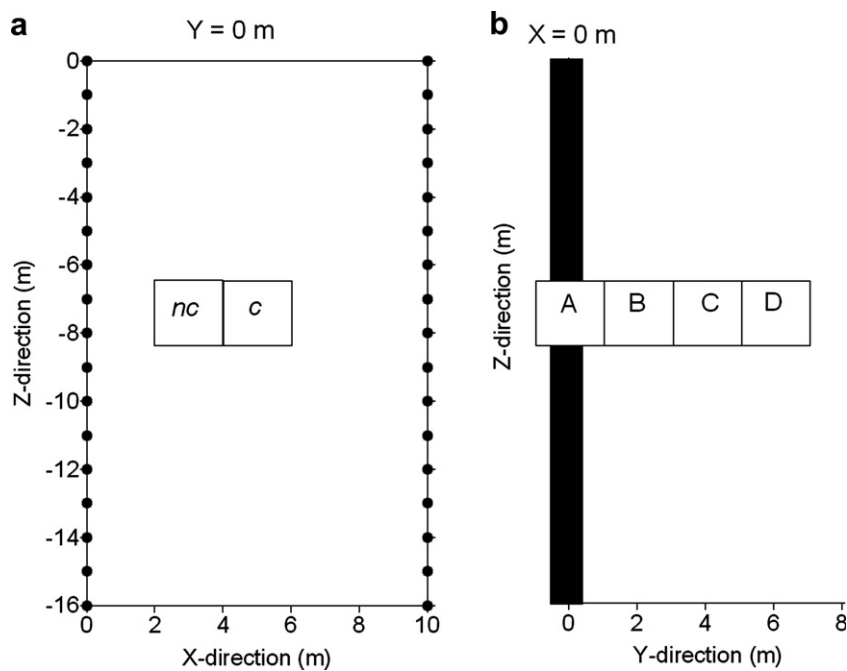 a
Y = 0 m
0
-2
-4
-6
-8
-10
-12
-14
-16
Z-direction (m)
nc
c
0 2 4 6 8 10
X-direction (m)
b
X = 0 m
Z-direction (m)
A B C D
0 2 4 6 8
Y-direction (m)